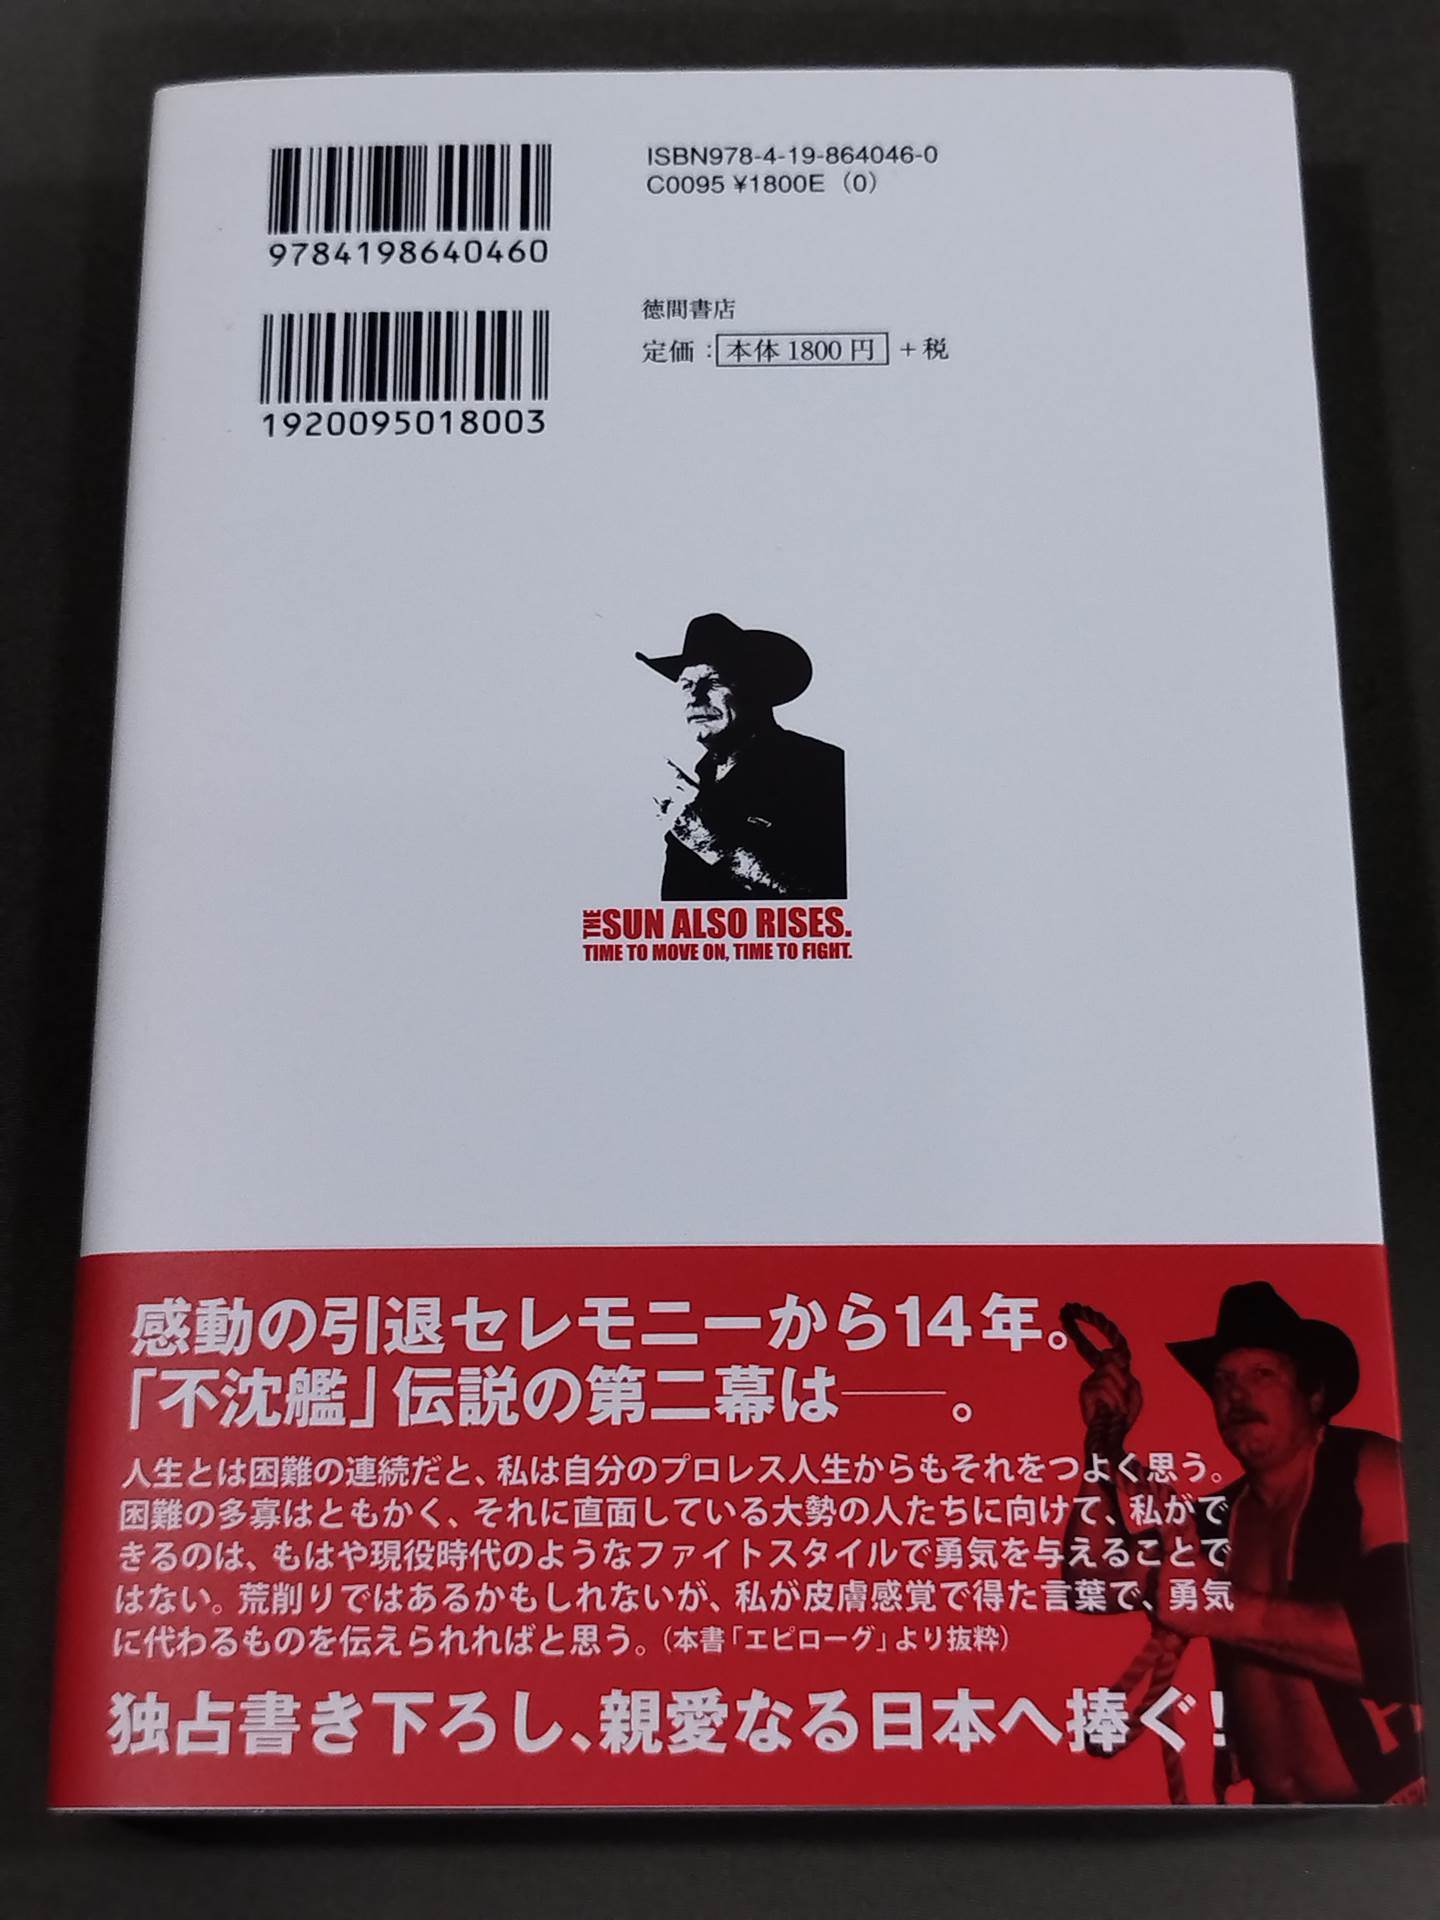 9784198640460
ISBN978-4-19-864046-0
C0095 ¥1800E (0)
1920095018003
徳間書店
定価：本体1800円＋税
THE SUN ALSO RISES.
TIME TO MOVE ON, TIME TO FIGHT.
感動の引退セレモニーから14年。
「不沈艦」伝説の第二幕は――。
人生とは困難の連続だと、私は自分のプロレス人生からもそれをつよく思う。
困難の多寡はともかく、それに直面している大勢の人たちに向けて、私がで
きるのは、もはや現役時代のようなファイトスタイルで勇気を与えることで
はない。荒削りではあるかもしれないが、私が皮膚感覚で得た言葉で、勇気
に代わるものを伝えられればと思う。（本書「エピローグ」より抜粋）
独占書き下ろし、親愛なる日本へ捧ぐ！